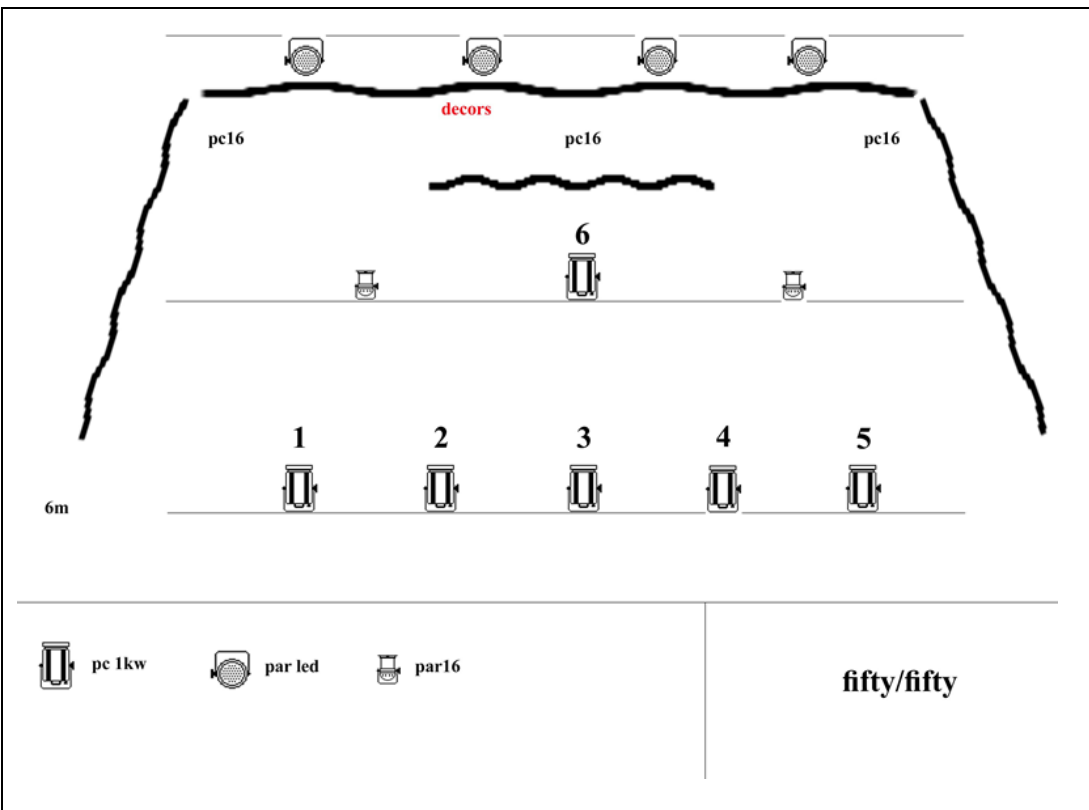 decors
pc16 pc16 pc16
6
1 2 3 4 5
6m
pc 1kw par led par16
fifty/fifty